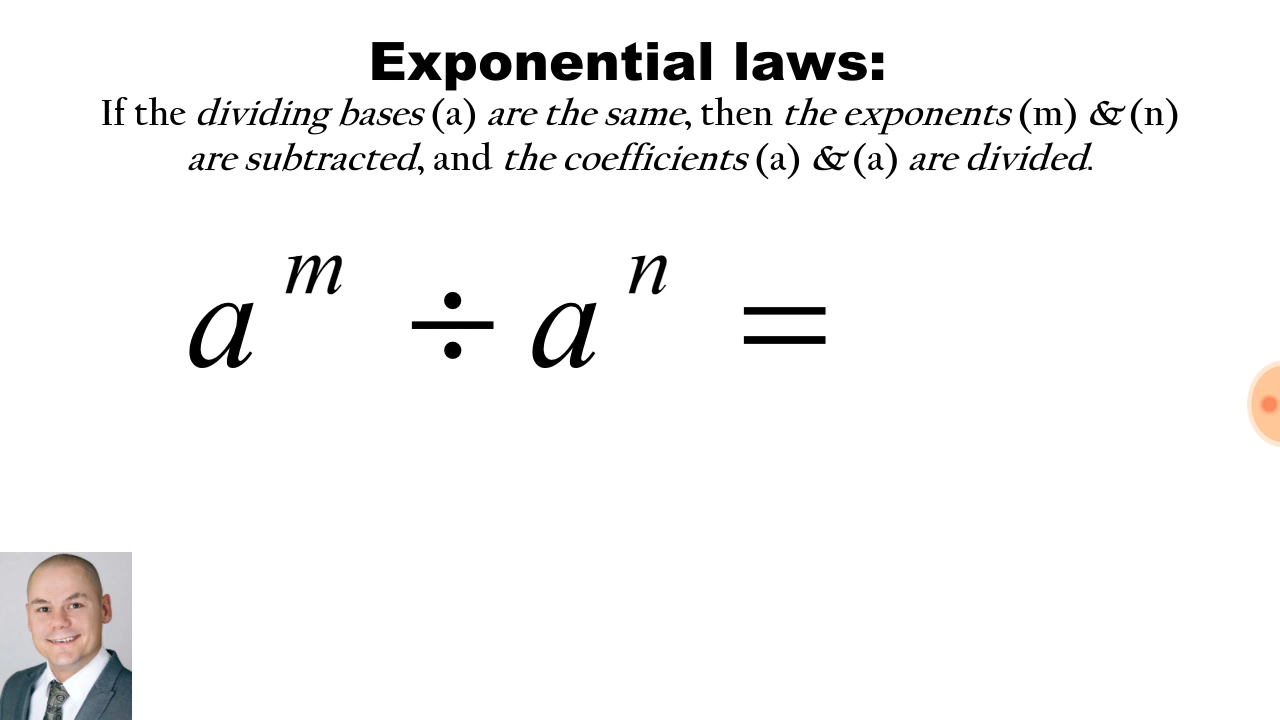 Exponential laws:
If the dividing bases (a) are the same, then the exponents (m) & (n)
are subtracted, and the coefficients (a) & (a) are divided.
a^m ÷ a^n =